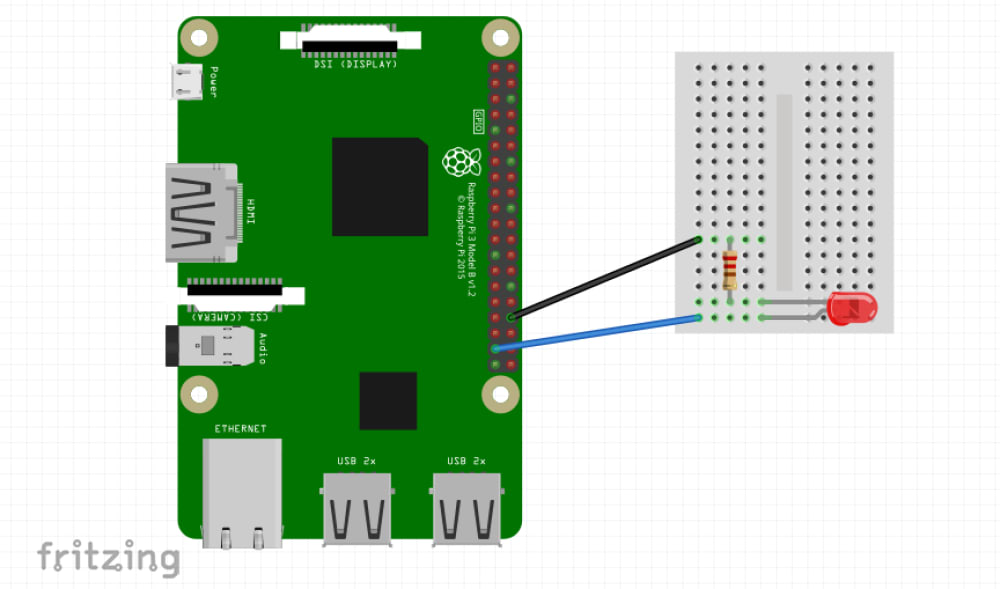 DSI (DISPLAY)
Power
GPIO
Raspberry Pi 3 Model B v1.2
© Raspberry Pi 2015
HDMI
CSI (CAMERA)
Audio
ETHERNET
USB 2x
USB 2x
fritzing